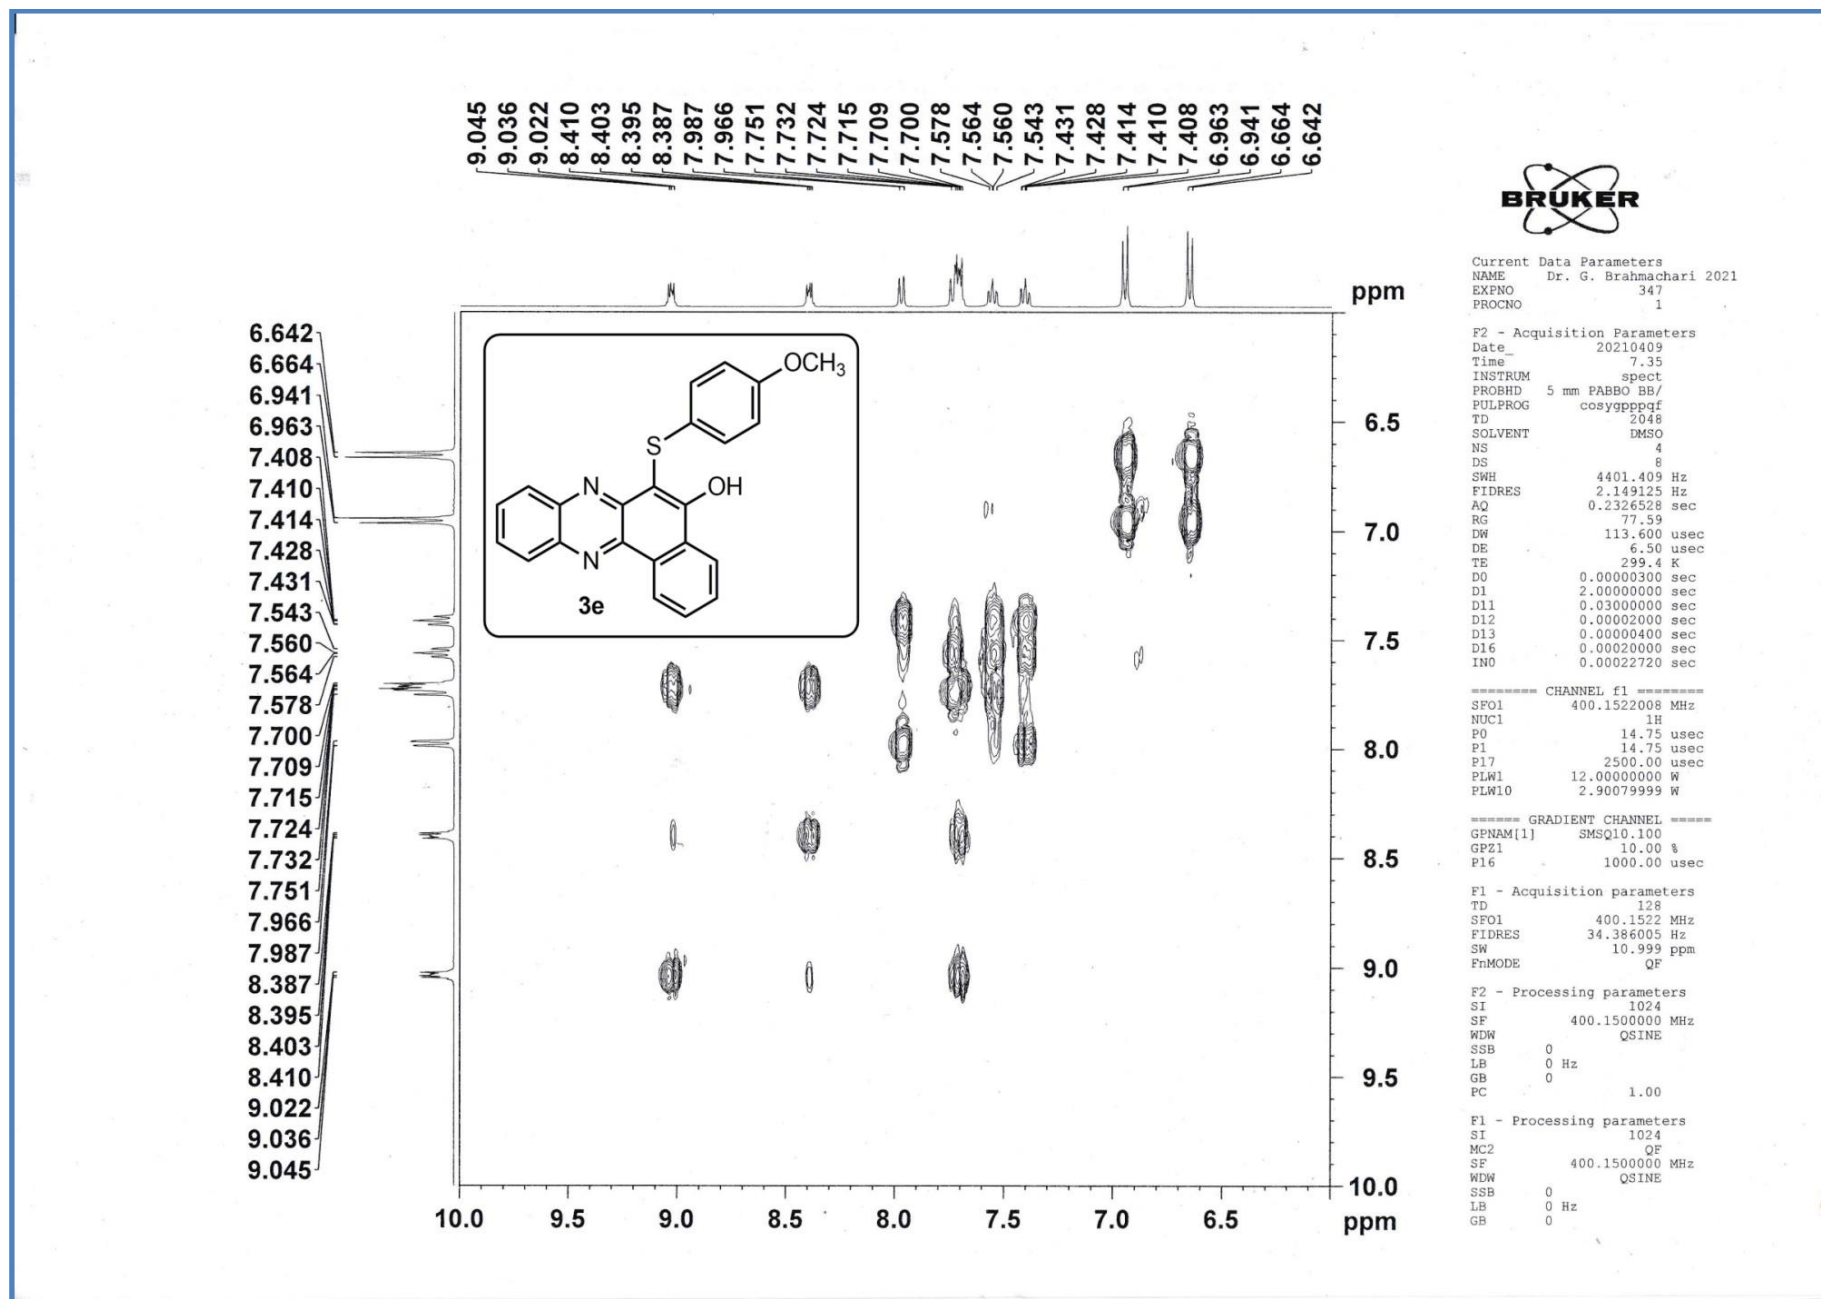 9.045
9.036
9.022
8.410
8.403
8.395
8.387
7.987
7.966
7.751
7.732
7.724
7.715
7.709
7.700
7.578
7.564
7.560
7.543
7.431
7.428
7.414
7.410
7.408
6.963
6.941
6.664
6.642
ppm
6.642
6.664
6.941
6.963
7.408
7.410
7.414
7.428
7.431
7.543
7.560
7.564
7.578
7.700
7.709
7.715
7.724
7.732
7.751
7.966
7.987
8.387
8.395
8.403
8.410
9.022
9.036
9.045
OCH3
S
N
OH
N
3e
6.5
7.0
7.5
8.0
8.5
9.0
9.5
10.0
10.0 9.5 9.0 8.5 8.0 7.5 7.0 6.5 ppm
BRUKER
Current Data Parameters
NAME Dr. G. Brahmachari 2021
EXPNO 347
PROCNO 1
F2 - Acquisition Parameters
Date_ 20210409
Time 7.35
INSTRUM spect
PROBHD 5 mm PABBO BB/
PULPROG cosygpppqf
TD 2048
SOLVENT DMSO
NS 4
DS 8
SWH 4401.409 Hz
FIDRES 2.149125 Hz
AQ 0.2326528 sec
RG 77.59
DW 113.600 usec
DE 6.50 usec
TE 299.4 K
D0 0.00000300 sec
D1 2.00000000 sec
D11 0.03000000 sec
D12 0.00002000 sec
D13 0.00000400 sec
D16 0.00020000 sec
IN0 0.00022720 sec
======== CHANNEL f1 ========
SFO1 400.1522008 MHz
NUC1 1H
P0 14.75 usec
P1 14.75 usec
P17 2500.00 usec
PLW1 12.00000000 W
PLW10 2.90079999 W
====== GRADIENT CHANNEL =====
GPNAM[1] SMSQ10.100
GPZ1 10.00 %
P16 1000.00 usec
F1 - Acquisition parameters
TD 128
SFO1 400.1522 MHz
FIDRES 34.386005 Hz
SW 10.999 ppm
FnMODE QF
F2 - Processing parameters
SI 1024
SF 400.1500000 MHz
WDW QSINE
SSB 0
LB 0 Hz
GB 0
PC 1.00
F1 - Processing parameters
SI 1024
MC2 QF
SF 400.1500000 MHz
WDW QSINE
SSB 0
LB 0 Hz
GB 0